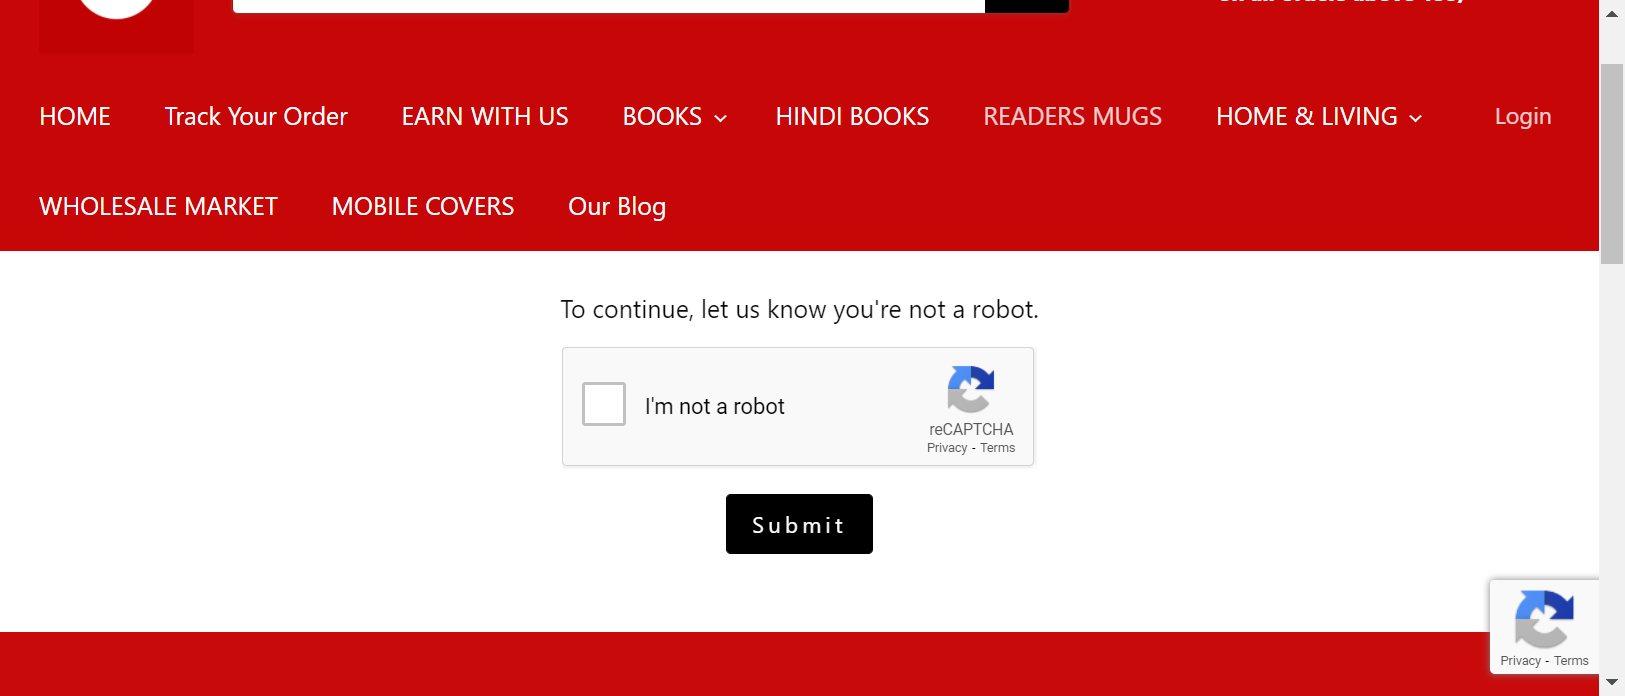 HOME Track Your Order EARN WITH US BOOKS HINDI BOOKS READERS MUGS HOME & LIVING Login
WHOLESALE MARKET MOBILE COVERS Our Blog
To continue, let us know you're not a robot.
I'm not a robot
reCAPTCHA
Privacy - Terms
Submit
Privacy - Terms